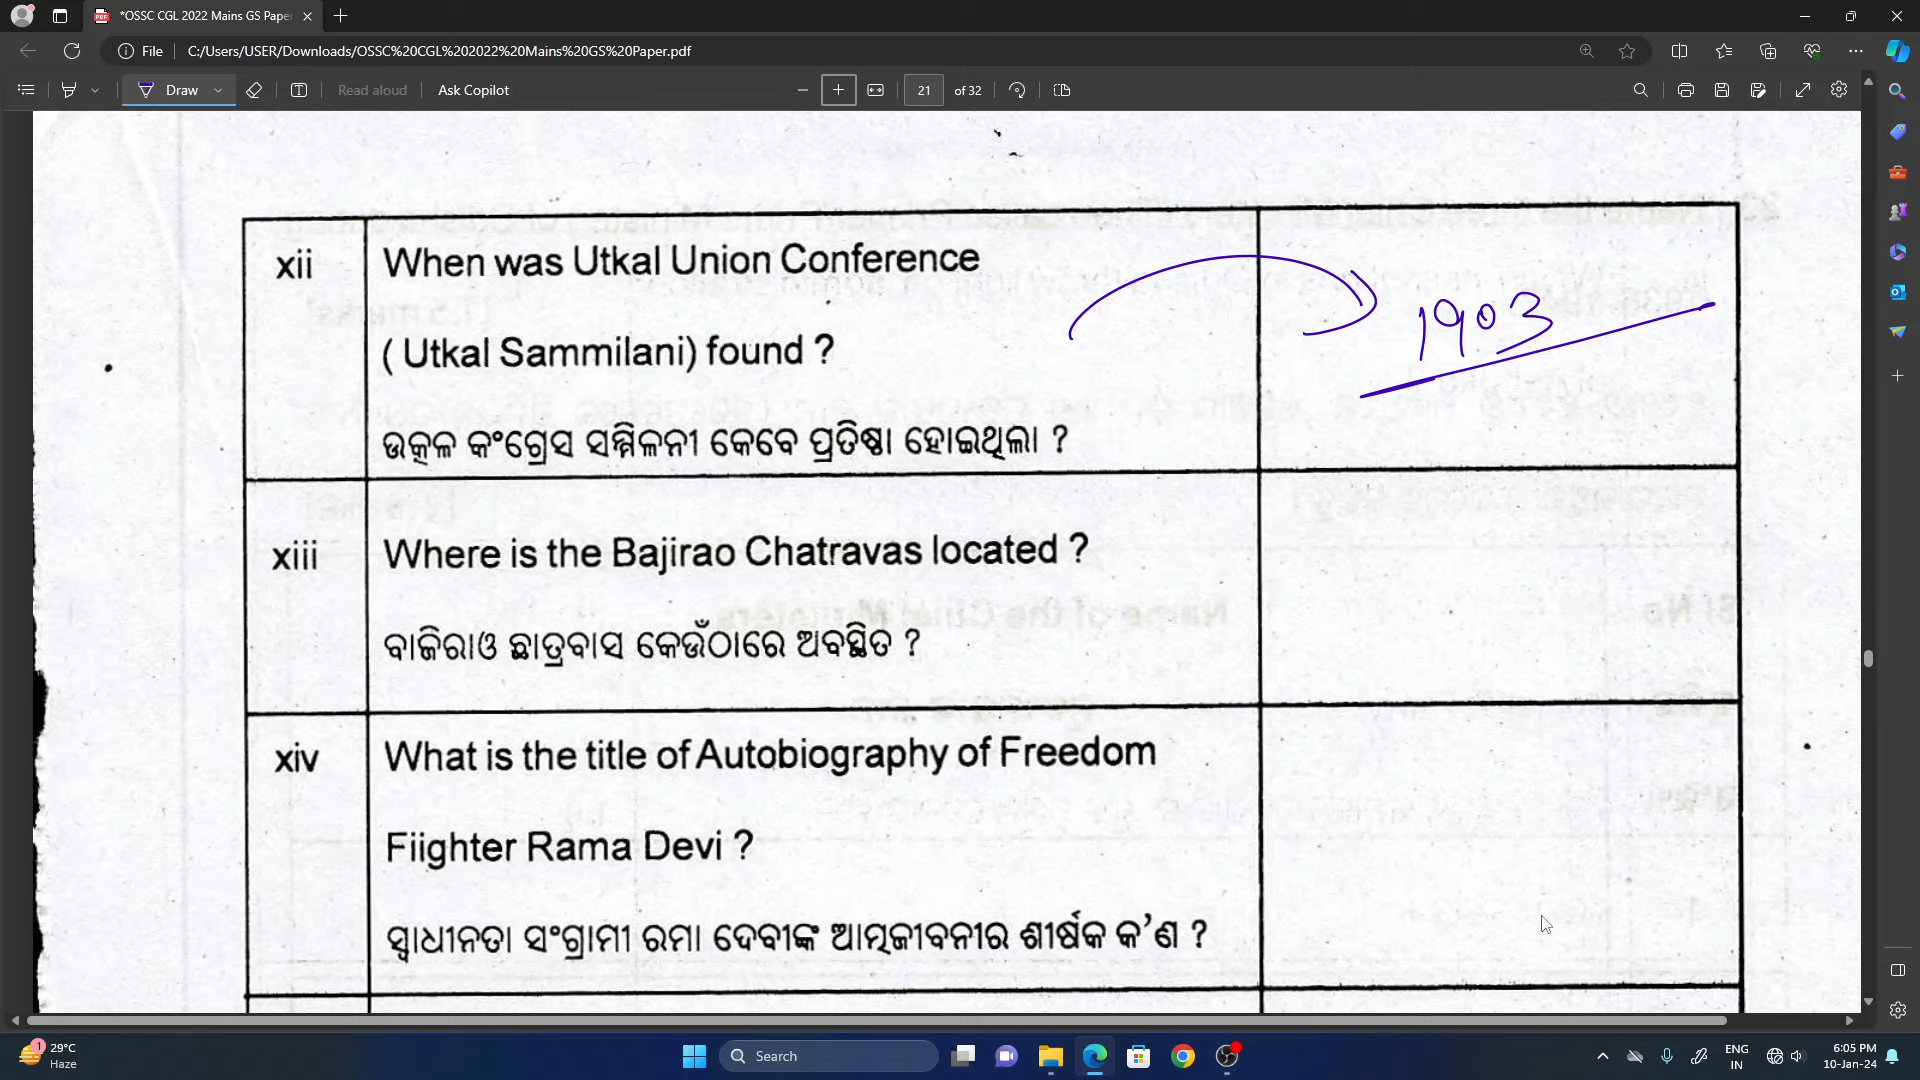 *OSSC CGL 2022 Mains GS Pape
File
C:/Users/USER/Downloads/OSSC%20CGL%202022%20Mains%20GS%20Paper.pdf
Draw
Read aloud
Ask Copilot
21
of 32
xii
When was Utkal Union Conference
( Utkal Sammilani) found ?
ଉତ୍କଳ କଂଗ୍ରେସ ସମ୍ମିଳନୀ କେବେ ପ୍ରତିଷ୍ଠା ହୋଇଥିଲା ?
1903
xiii
Where is the Bajirao Chatravas located ?
ବାଜିରାଓ ଛାତ୍ରବାସ କେଉଁଠାରେ ଅବସ୍ଥିତ ?
xiv
What is the title of Autobiography of Freedom
Fiighter Rama Devi ?
ସ୍ୱାଧୀନତା ସଂଗ୍ରାମୀ ରମା ଦେବୀଙ୍କ ଆତ୍ମଜୀବନୀର ଶୀର୍ଷକ କ'ଣ ?
1
29°C
Haze
Search
ENG
IN
6:05 PM
10-Jan-24